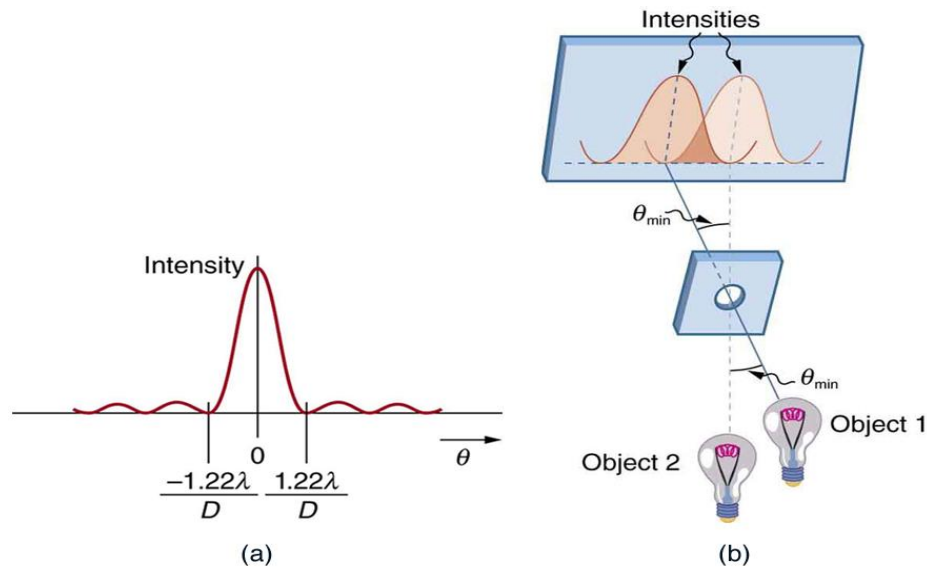 Intensity
0
θ
−1.22λ
D
1.22λ
D
(a)
Intensities
θmin
θmin
Object 1
Object 2
(b)